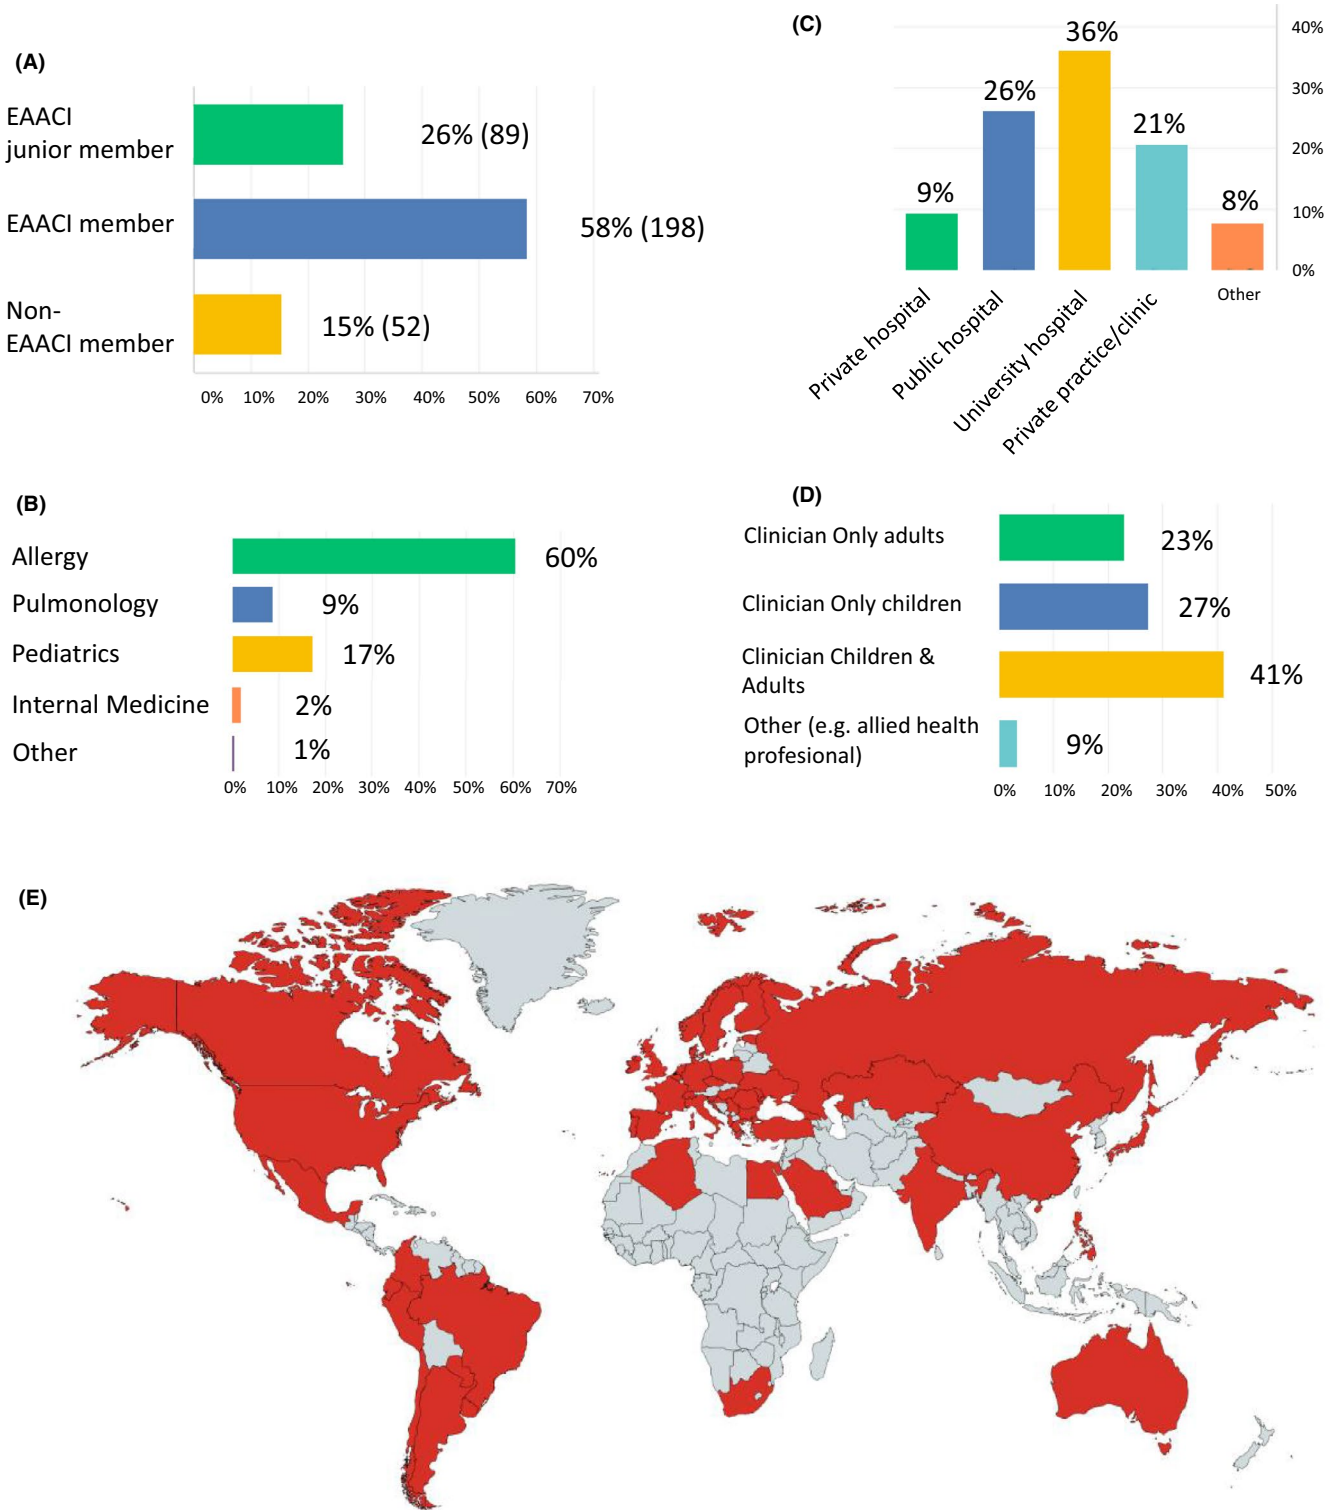 (A)
EAACI
junior member
26% (89)
EAACI member
58% (198)
Non-
EAACI member
15% (52)
0% 10% 20% 30% 40% 50% 60% 70%
(B)
Allergy
60%
Pulmonology
9%
Pediatrics
17%
Internal Medicine
2%
Other
1%
0% 10% 20% 30% 40% 50% 60% 70%
(C)
40%
30%
20%
10%
0%
9%
26%
36%
21%
8%
Private hospital
Public hospital
University hospital
Private practice/clinic
Other
(D)
Clinician Only adults
23%
Clinician Only children
27%
Clinician Children &
Adults
41%
Other (e.g. allied health
profesional)
9%
0% 10% 20% 30% 40% 50%
(E)